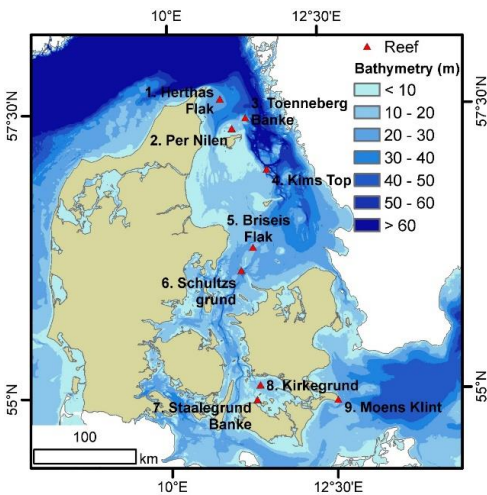 10°E 12°30'E
Reef
Bathymetry (m)
< 10
10 - 20
20 - 30
30 - 40
40 - 50
50 - 60
> 60
57°30'N
57°30'N
1. Herthas
Flak
3. Toenneberg
Banke
2. Per Nilen
4. Kims Top
5. Briseis
Flak
6. Schultzs
grund
8. Kirkegrund
7. Staalegrund
Banke
9. Moens Klint
55°N
55°N
100
km
10°E 12°30'E